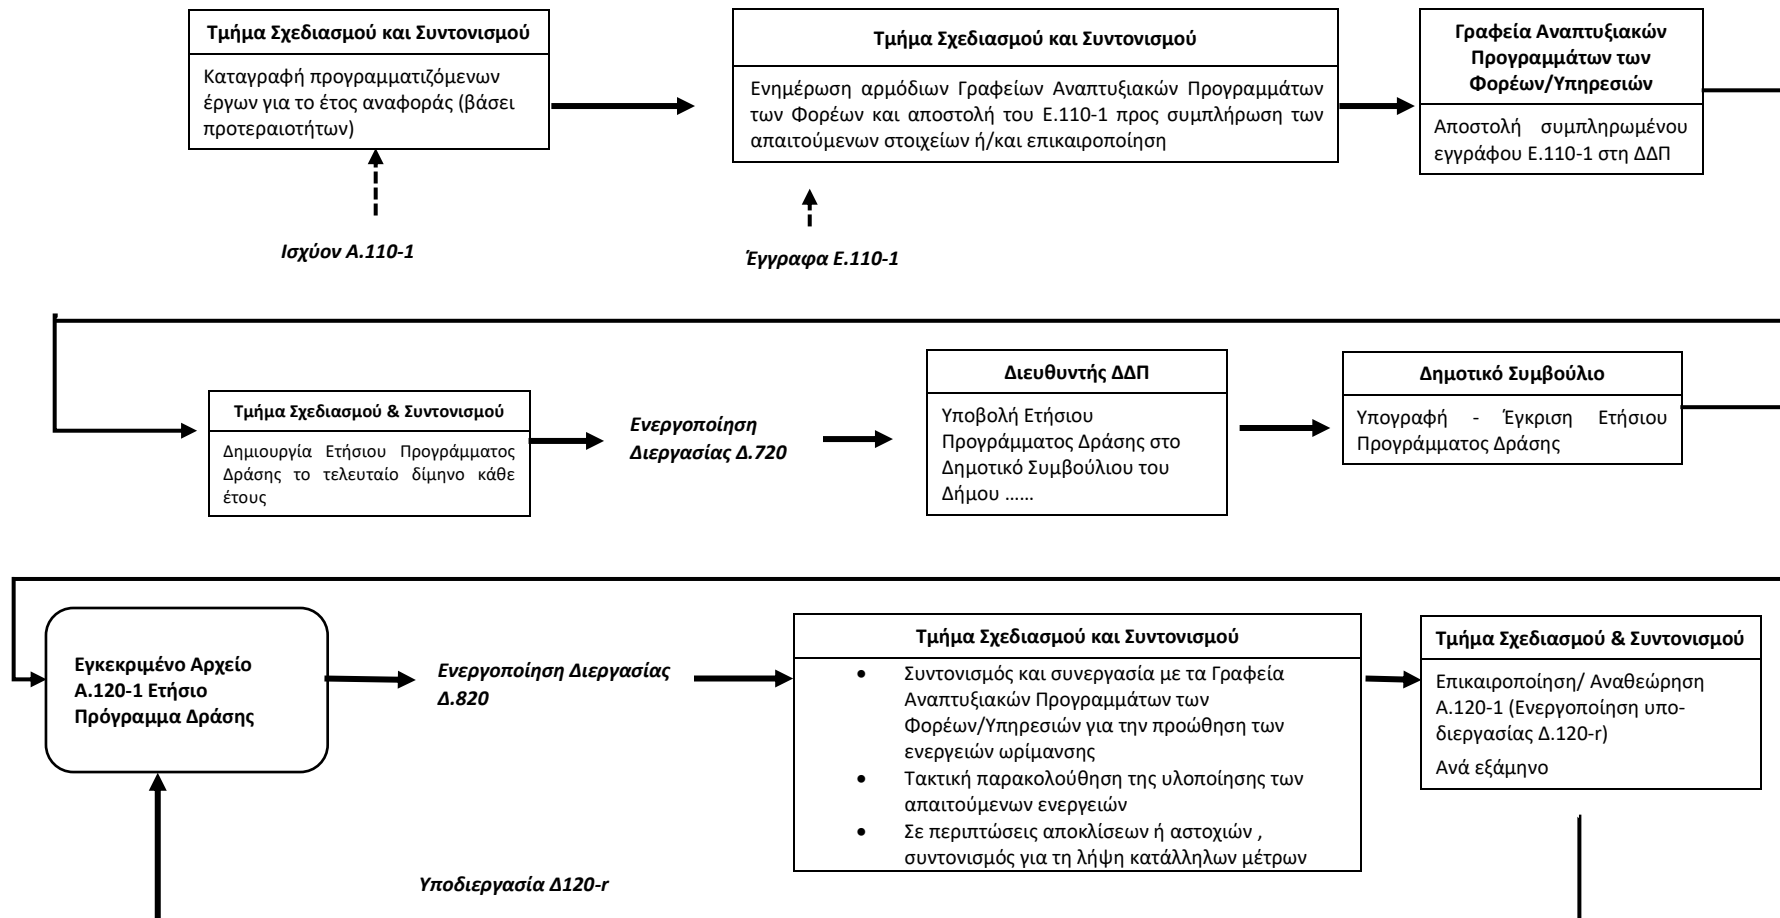 Τμήμα Σχεδιασμού και Συντονισμού
Καταγραφή προγραμματιζόμενων
έργων για το έτος αναφοράς (βάσει
προτεραιοτήτων)
Τμήμα Σχεδιασμού και Συντονισμού
Ενημέρωση αρμόδιων Γραφείων Αναπτυξιακών Προγραμμάτων
των Φορέων και αποστολή του Ε.110-1 προς συμπλήρωση των
απαιτούμενων στοιχείων ή/και επικαιροποίηση
Γραφεία Αναπτυξιακών
Προγραμμάτων των
Φορέων/Υπηρεσιών
Αποστολή συμπληρωμένου
εγγράφου Ε.110-1 στη ΔΔΠ
Ισχύον Α.110-1
Έγγραφα Ε.110-1
Τμήμα Σχεδιασμού & Συντονισμού
Δημιουργία Ετήσιου Προγράμματος
Δράσης το τελευταίο δίμηνο κάθε
έτους
Ενεργοποίηση
Διεργασίας Δ.720
Διευθυντής ΔΔΠ
Υποβολή Ετήσιου
Προγράμματος Δράσης στο
Δημοτικό Συμβούλιου του
Δήμου ......
Δημοτικό Συμβούλιο
Υπογραφή - Έγκριση Ετήσιου
Προγράμματος Δράσης
Εγκεκριμένο Αρχείο
Α.120-1 Ετήσιο
Πρόγραμμα Δράσης
Ενεργοποίηση Διεργασίας
Δ.820
Τμήμα Σχεδιασμού και Συντονισμού
• Συντονισμός και συνεργασία με τα Γραφεία
Αναπτυξιακών Προγραμμάτων των
Φορέων/Υπηρεσιών για την προώθηση των
ενεργειών ωρίμανσης
• Τακτική παρακολούθηση της υλοποίησης των
απαιτούμενων ενεργειών
• Σε περιπτώσεις αποκλίσεων ή αστοχιών ,
συντονισμός για τη λήψη κατάλληλων μέτρων
Τμήμα Σχεδιασμού & Συντονισμού
Επικαιροποίηση/ Αναθεώρηση
Α.120-1 (Ενεργοποίηση υπο-
διεργασίας Δ.120-r)
Ανά εξάμηνο
Υποδιεργασία Δ120-r